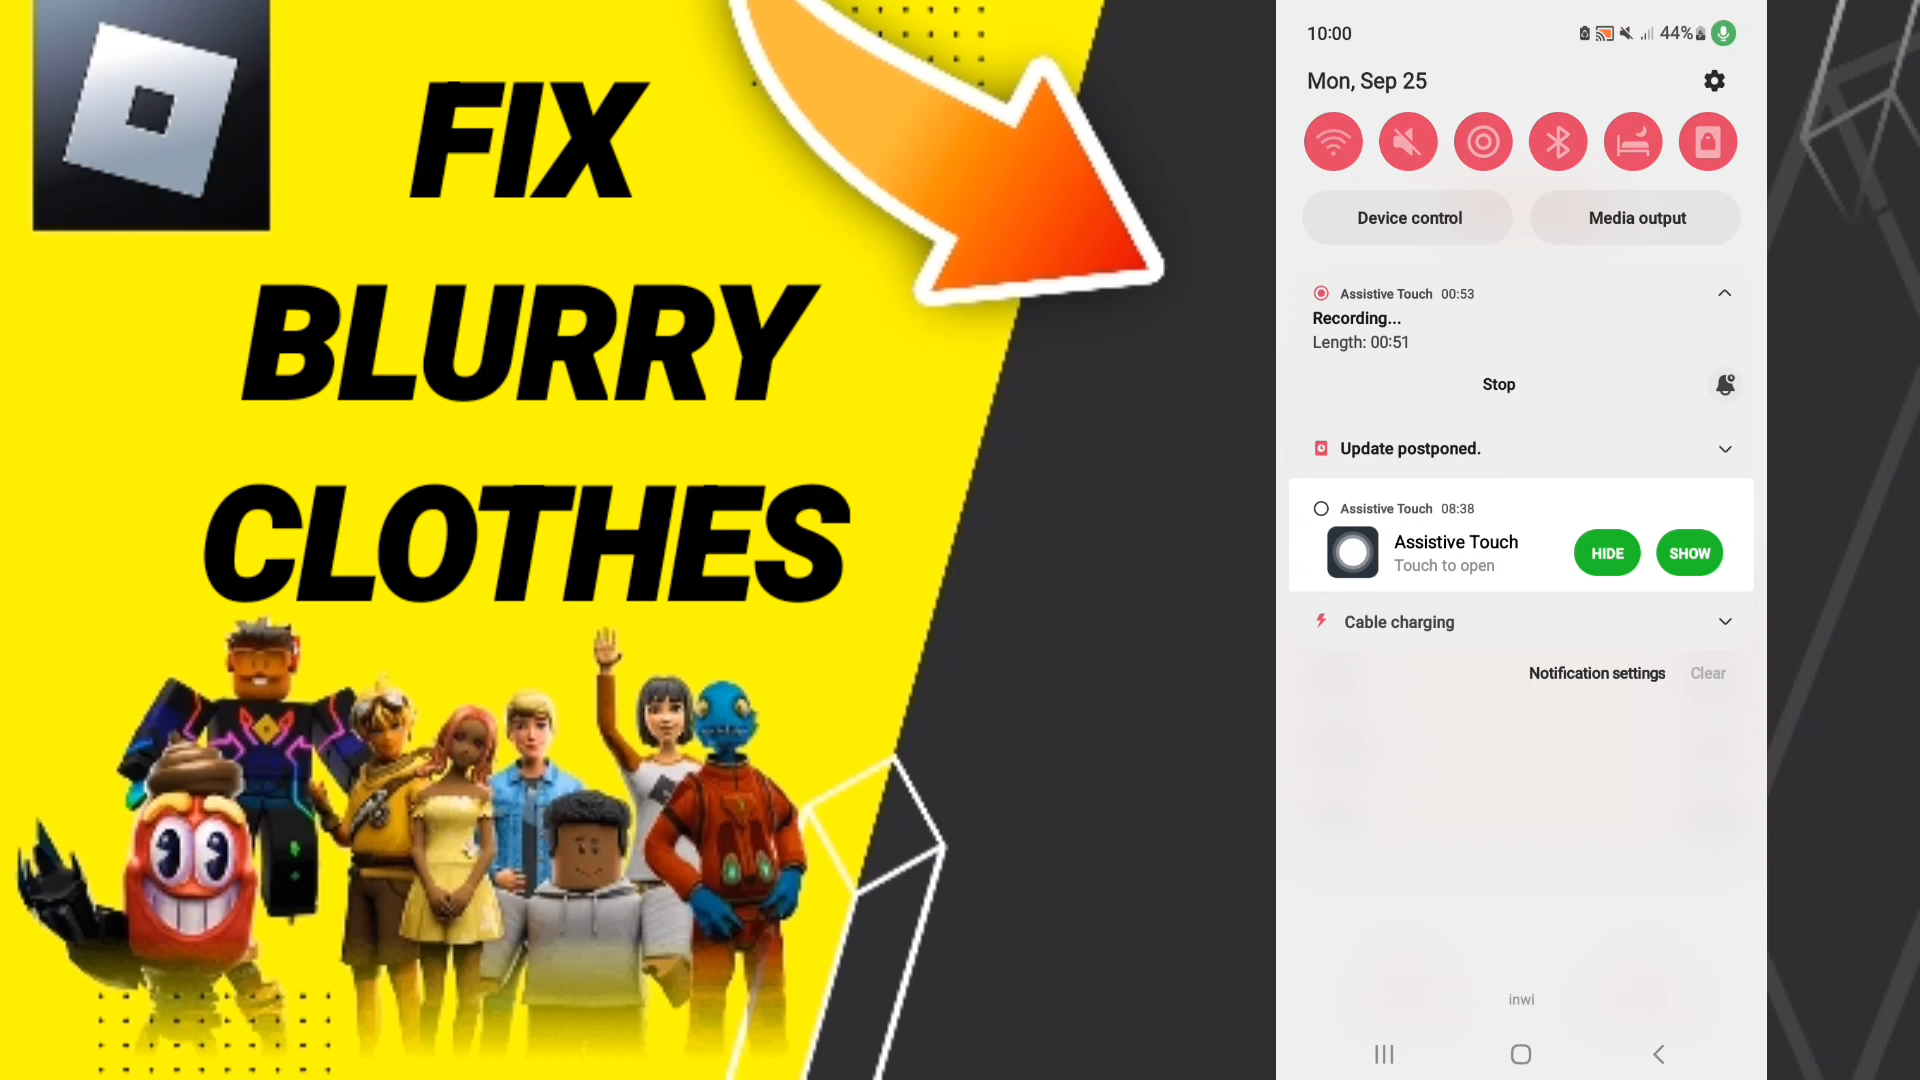 FIX
BLURRY
CLOTHES
10:00
44%
Mon, Sep 25
Device control
Media output
Assistive Touch 00:53
Recording...
Length: 00:51
Stop
Update postponed.
Assistive Touch 08:38
Assistive Touch
Touch to open
HIDE
SHOW
Cable charging
Notification settings
Clear
inwi